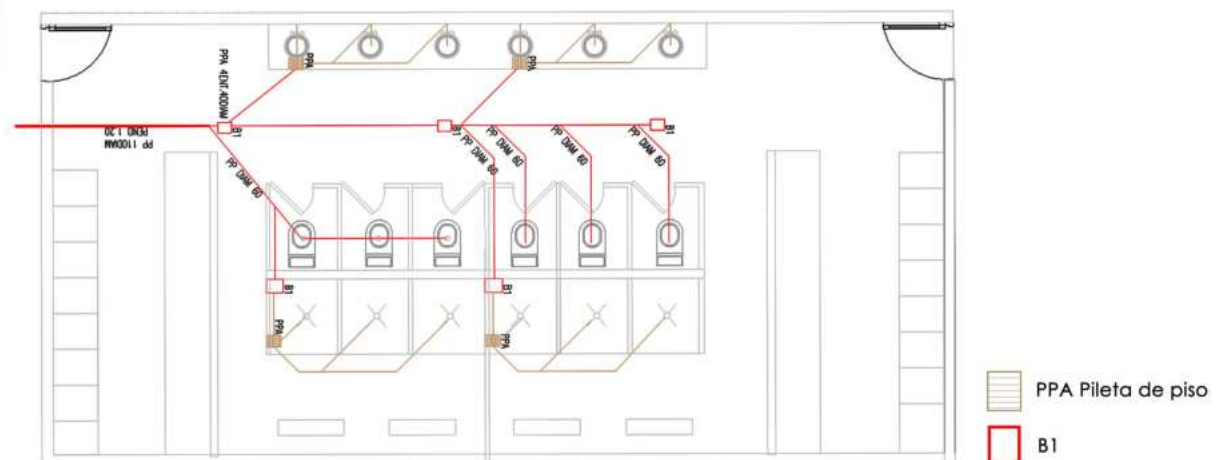 PPA
PPA
PPA 4ENT.40DIAM
B1
B1
B1
PP 110DIAM
PEND 1:20
PP DIAM 60
PP DIAM 60
PP DIAM 60
PP DIAM 60
PP DIAM 60
B1
B1
PPA
PPA
PPA Pileta de piso
B1